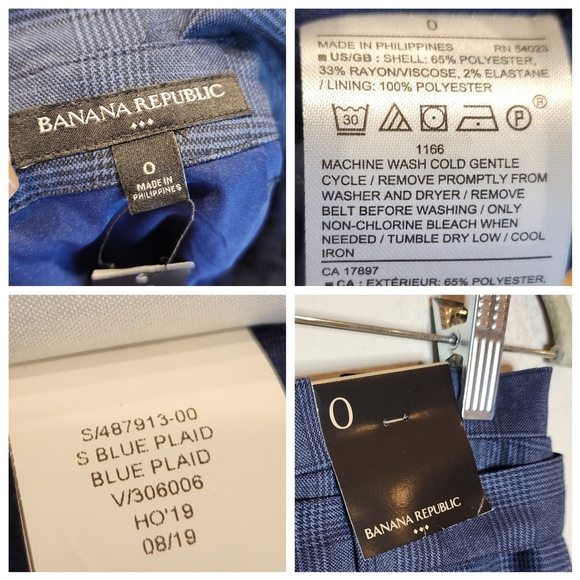 BANANA REPUBLIC
0
MADE IN
PHILIPPINES
0
MADE IN PHILIPPINES RN 54023
■ US/GB : SHELL: 65% POLYESTER,
33% RAYON/VISCOSE, 2% ELASTANE
/ LINING: 100% POLYESTER
30
P
®
1166
MACHINE WASH COLD GENTLE
CYCLE / REMOVE PROMPTLY FROM
WASHER AND DRYER / REMOVE
BELT BEFORE WASHING / ONLY
NON-CHLORINE BLEACH WHEN
NEEDED / TUMBLE DRY LOW / COOL
IRON
CA 17897
■ CA : EXTÉRIEUR: 65% POLYESTER,
S/487913-00
S BLUE PLAID
BLUE PLAID
V/306006
HO'19
08/19
0
BANANA REPUBLIC